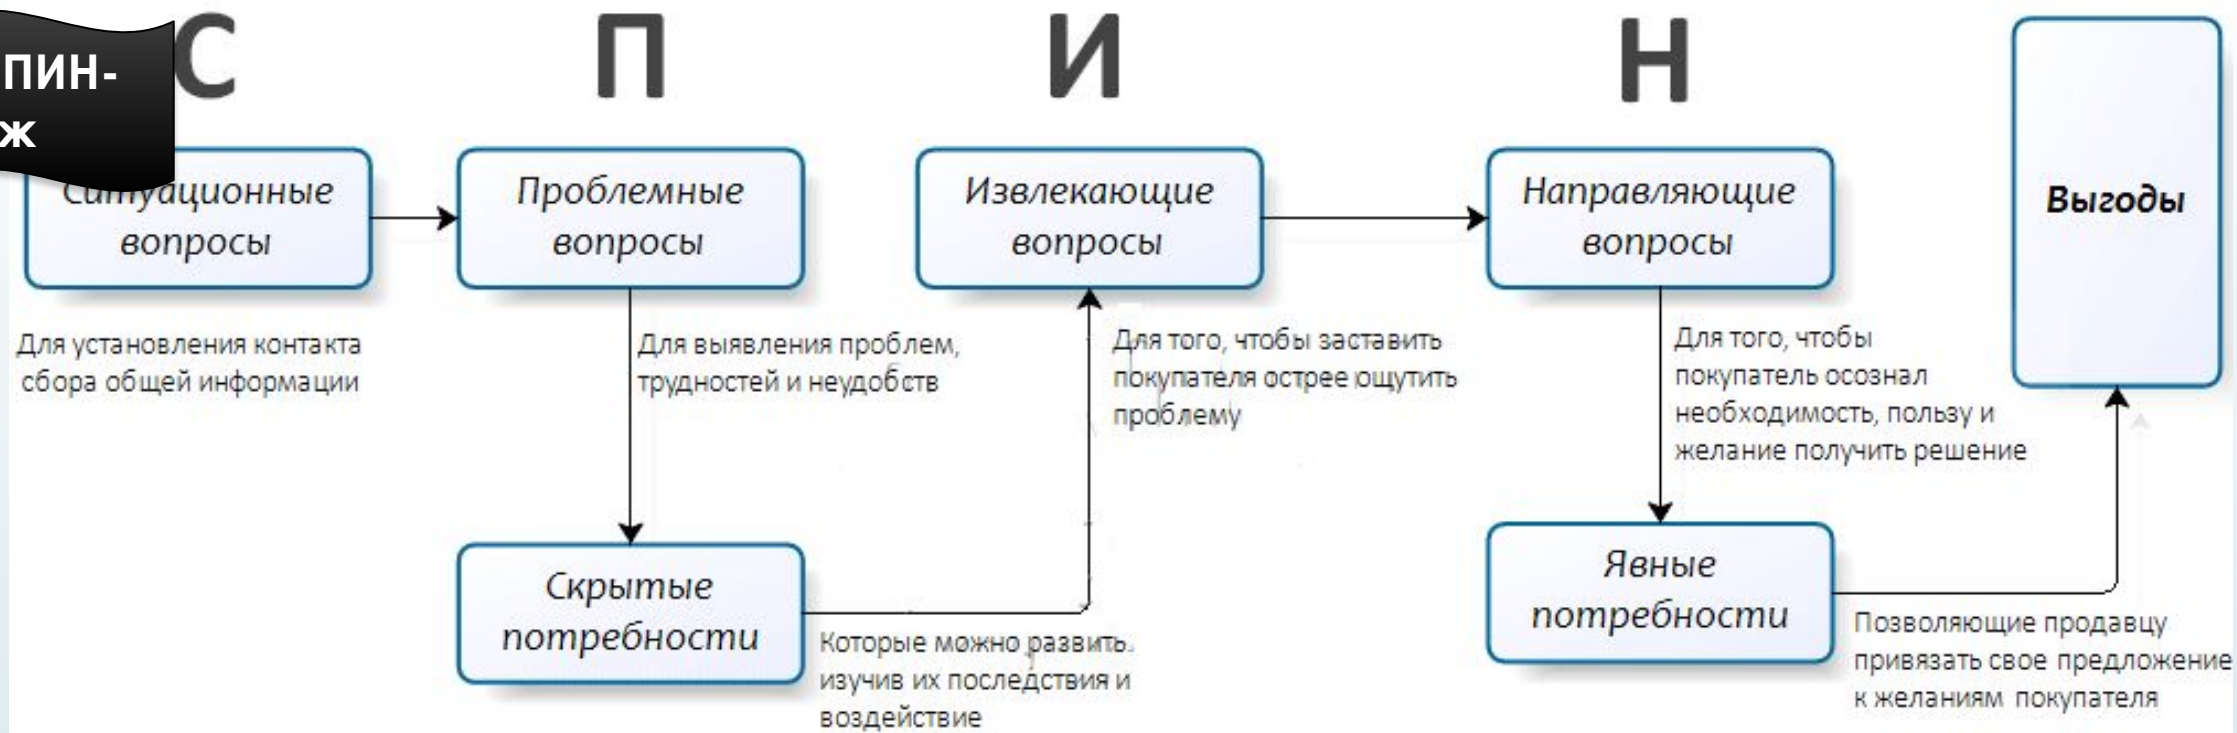 С
П
И
Н
ПИН-
ж
Ситуационные
вопросы
Проблемные
вопросы
Извлекающие
вопросы
Направляющие
вопросы
Выгоды
Для установления контакта
сбора общей информации
Для выявления проблем,
трудностей и неудобств
Для того, чтобы заставить
покупателя острее ощутить
проблему
Для того, чтобы
покупатель осознал
необходимость, пользу и
желание получить решение
Скрытые
потребности
Которые можно развить.
изучив их последствия и
воздействие
Явные
потребности
Позволяющие продавцу
привязать свое предложение
к желаниям покупателя